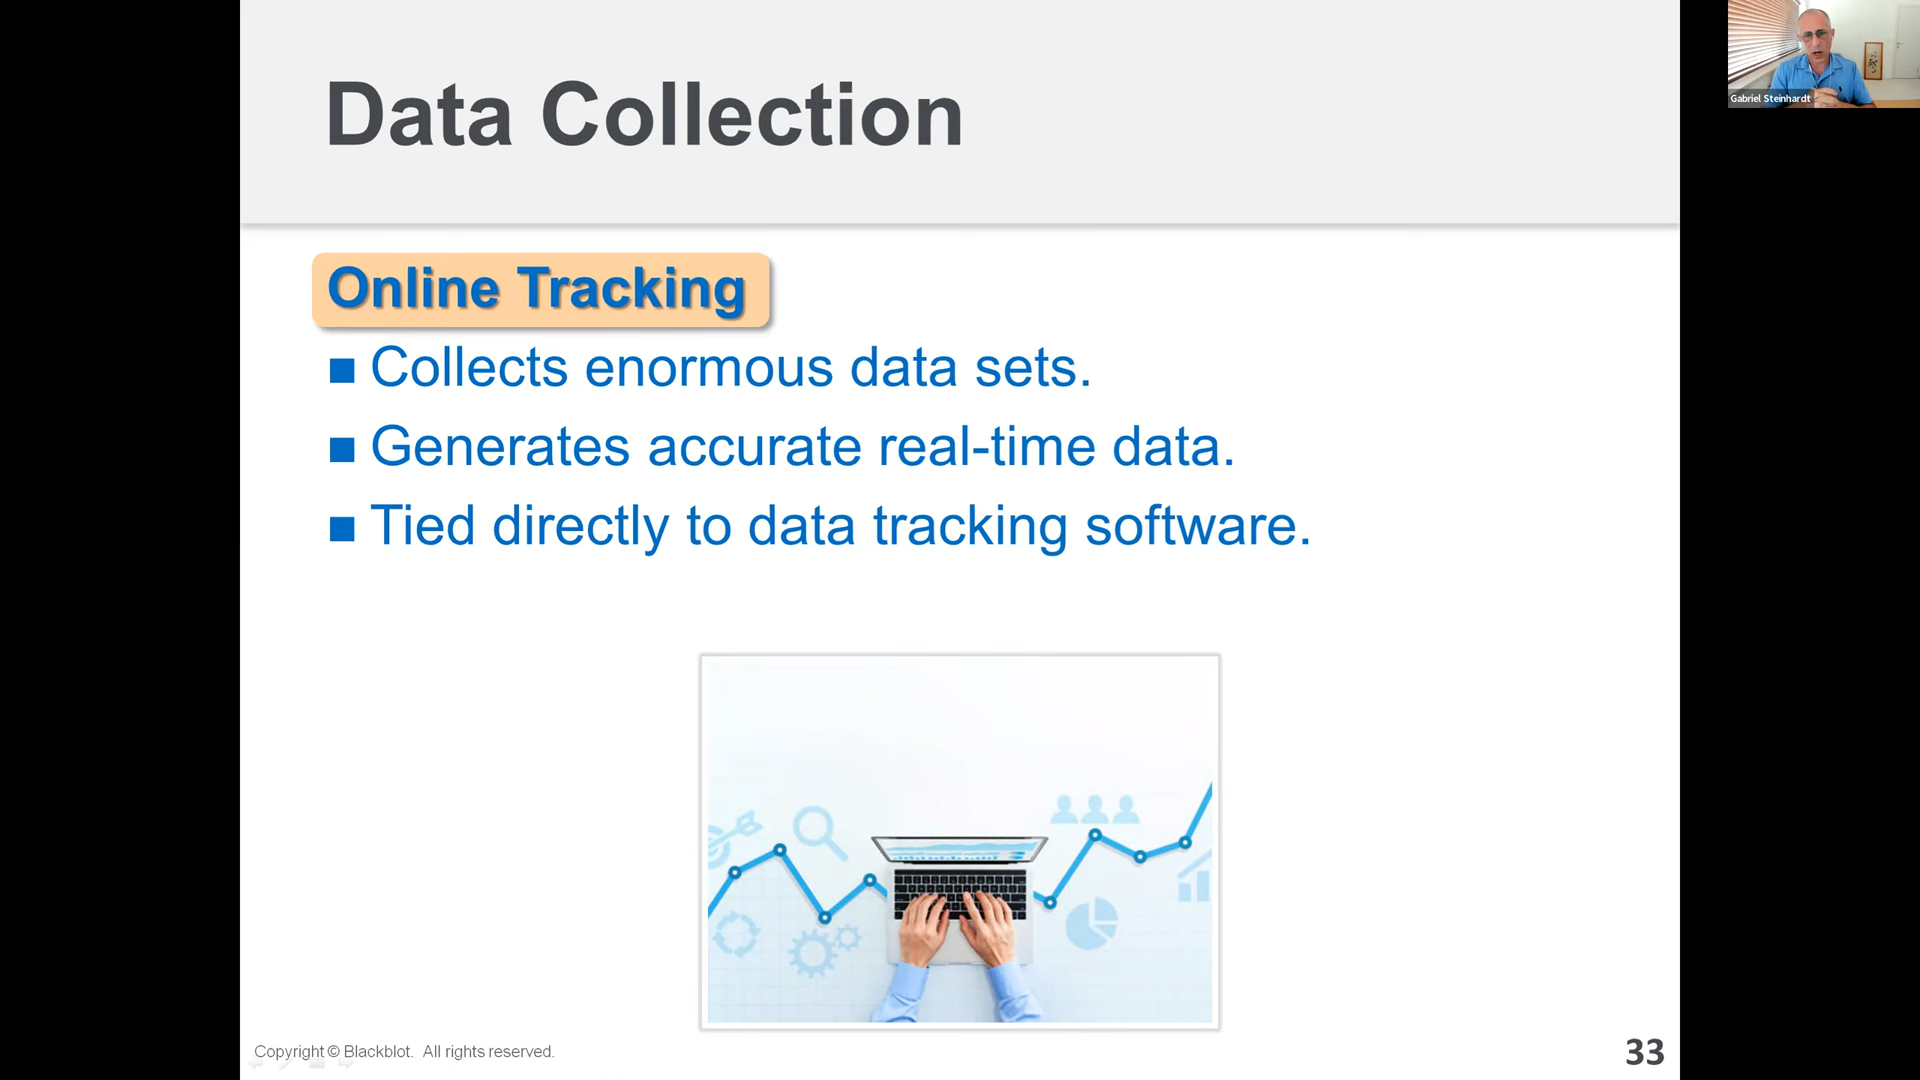 Data Collection
Gabriel Steinhardt
Online Tracking
Collects enormous data sets.
Generates accurate real-time data.
Tied directly to data tracking software.
Copyright © Blackblot. All rights reserved.
33